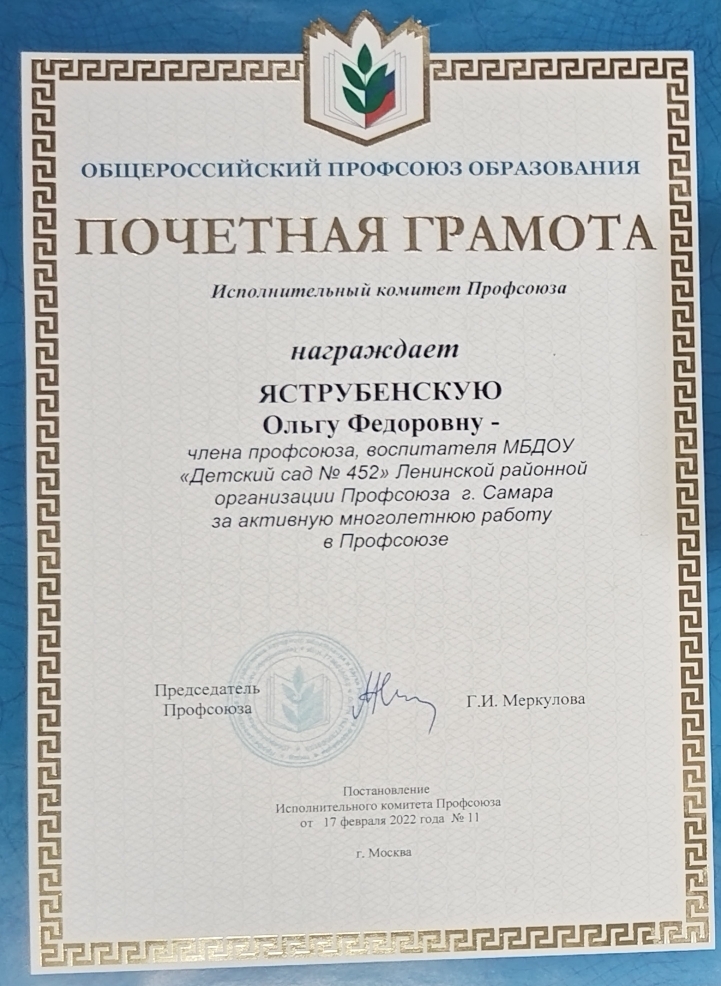 ОБЩЕРОССИЙСКИЙ ПРОФСОЮЗ ОБРАЗОВАНИЯ
ПОЧЕТНАЯ ГРАМОТА
Исполнительный комитет Профсоюза
награждает
ЯСТРУБЕНСКУЮ
Ольгу Федоровну -
члена профсоюза, воспитателя МБДОУ
«Детский сад № 452» Ленинской районной
организации Профсоюза г. Самара
за активную многолетнюю работу
в Профсоюзе
Председатель
Профсоюза
Г.И. Меркулова
Постановление
Исполнительного комитета Профсоюза
от 17 февраля 2022 года № 11
г. Москва